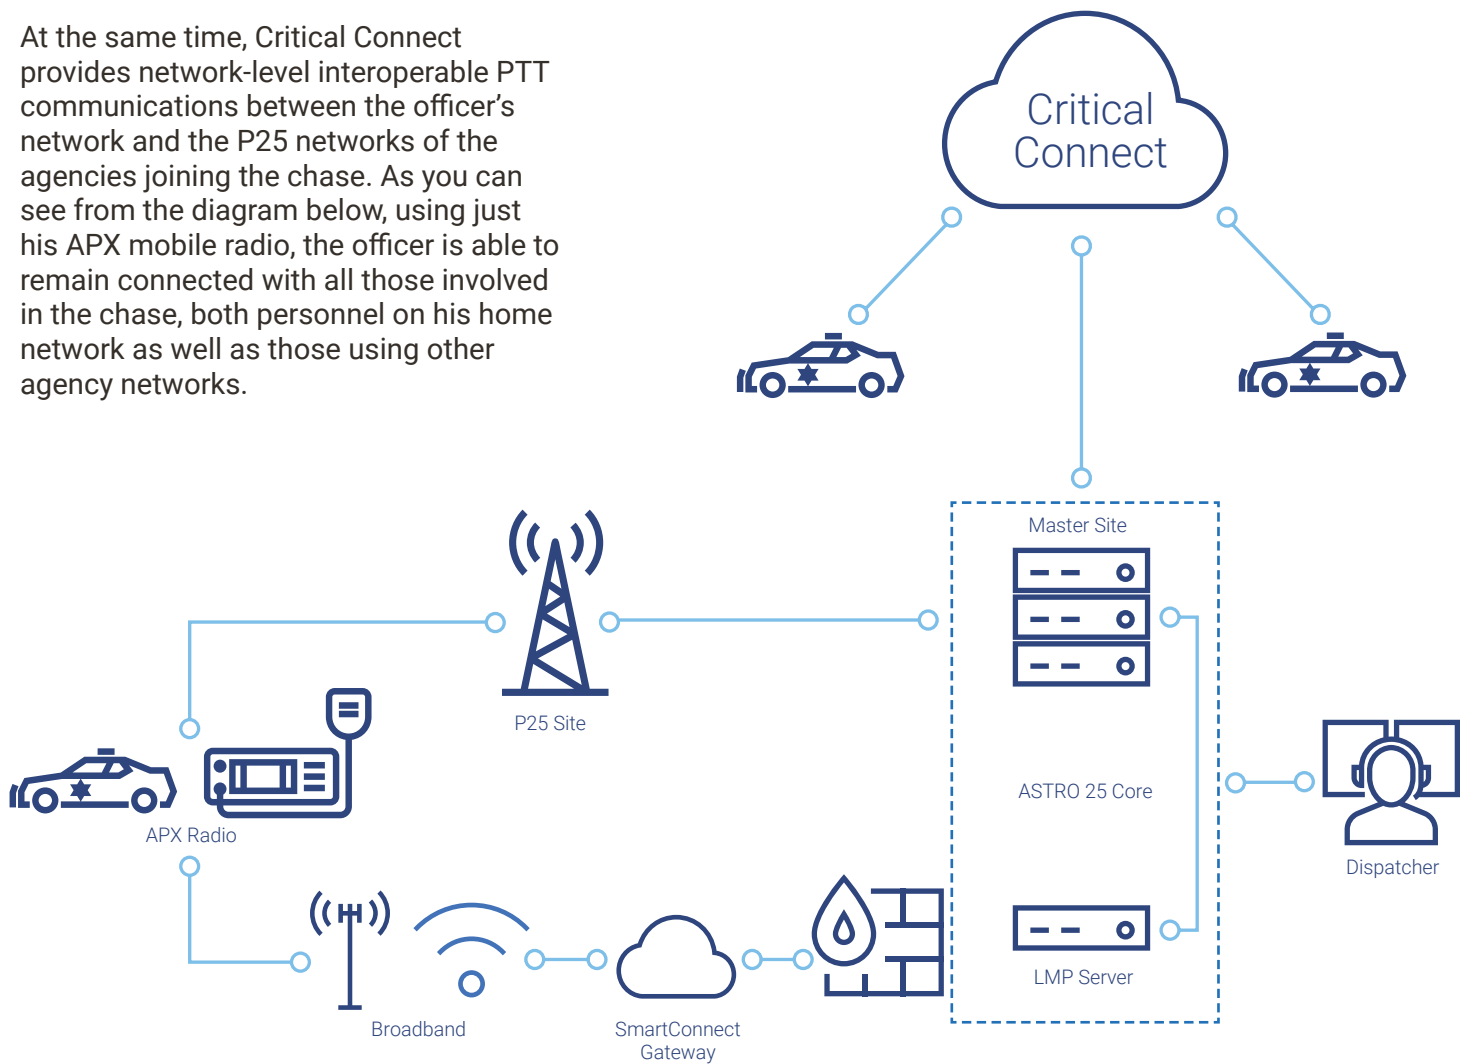 At the same time, Critical Connect
provides network-level interoperable PTT
communications between the officer's
network and the P25 networks of the
agencies joining the chase. As you can
see from the diagram below, using just
his APX mobile radio, the officer is able to
remain connected with all those involved
in the chase, both personnel on his home
network as well as those using other
agency networks.
Critical
Connect
Master Site
P25 Site
ASTRO 25 Core
APX Radio
Dispatcher
LMP Server
Broadband
SmartConnect
Gateway